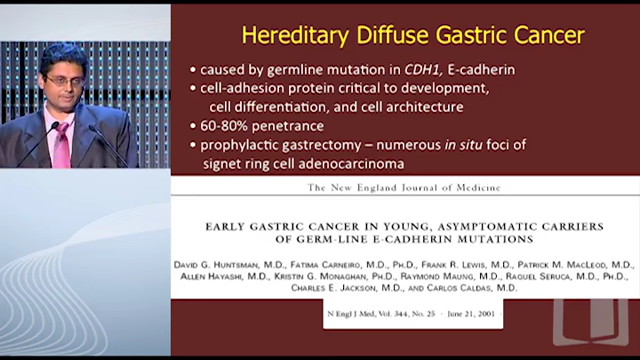 Hereditary Diffuse Gastric Cancer
• caused by germline mutation in CDH1, E-cadherin
• cell-adhesion protein critical to development,
cell differentiation, and cell architecture
• 60-80% penetrance
• prophylactic gastrectomy – numerous in situ foci of
signet ring cell adenocarcinoma
The New England Journal of Medicine
EARLY GASTRIC CANCER IN YOUNG, ASYMPTOMATIC CARRIERS
OF GERM-LINE E-CADHERIN MUTATIONS
DAVID G. HUNTSMAN, M.D., FATIMA CARNEIRO, M.D., PH.D., FRANK R. LEWIS, M.D., PATRICK M. MACLEOD, M.D.,
ALLEN HAYASHI, M.D., KRISTIN G. MONAGHAN, PH.D., RAYMOND MAUNG, M.D., RAQUEL SERUCA, M.D., PH.D.,
CHARLES E. JACKSON, M.D., AND CARLOS CALDAS, M.D.
N Engl J Med, Vol. 344, No. 25 · June 21, 2001